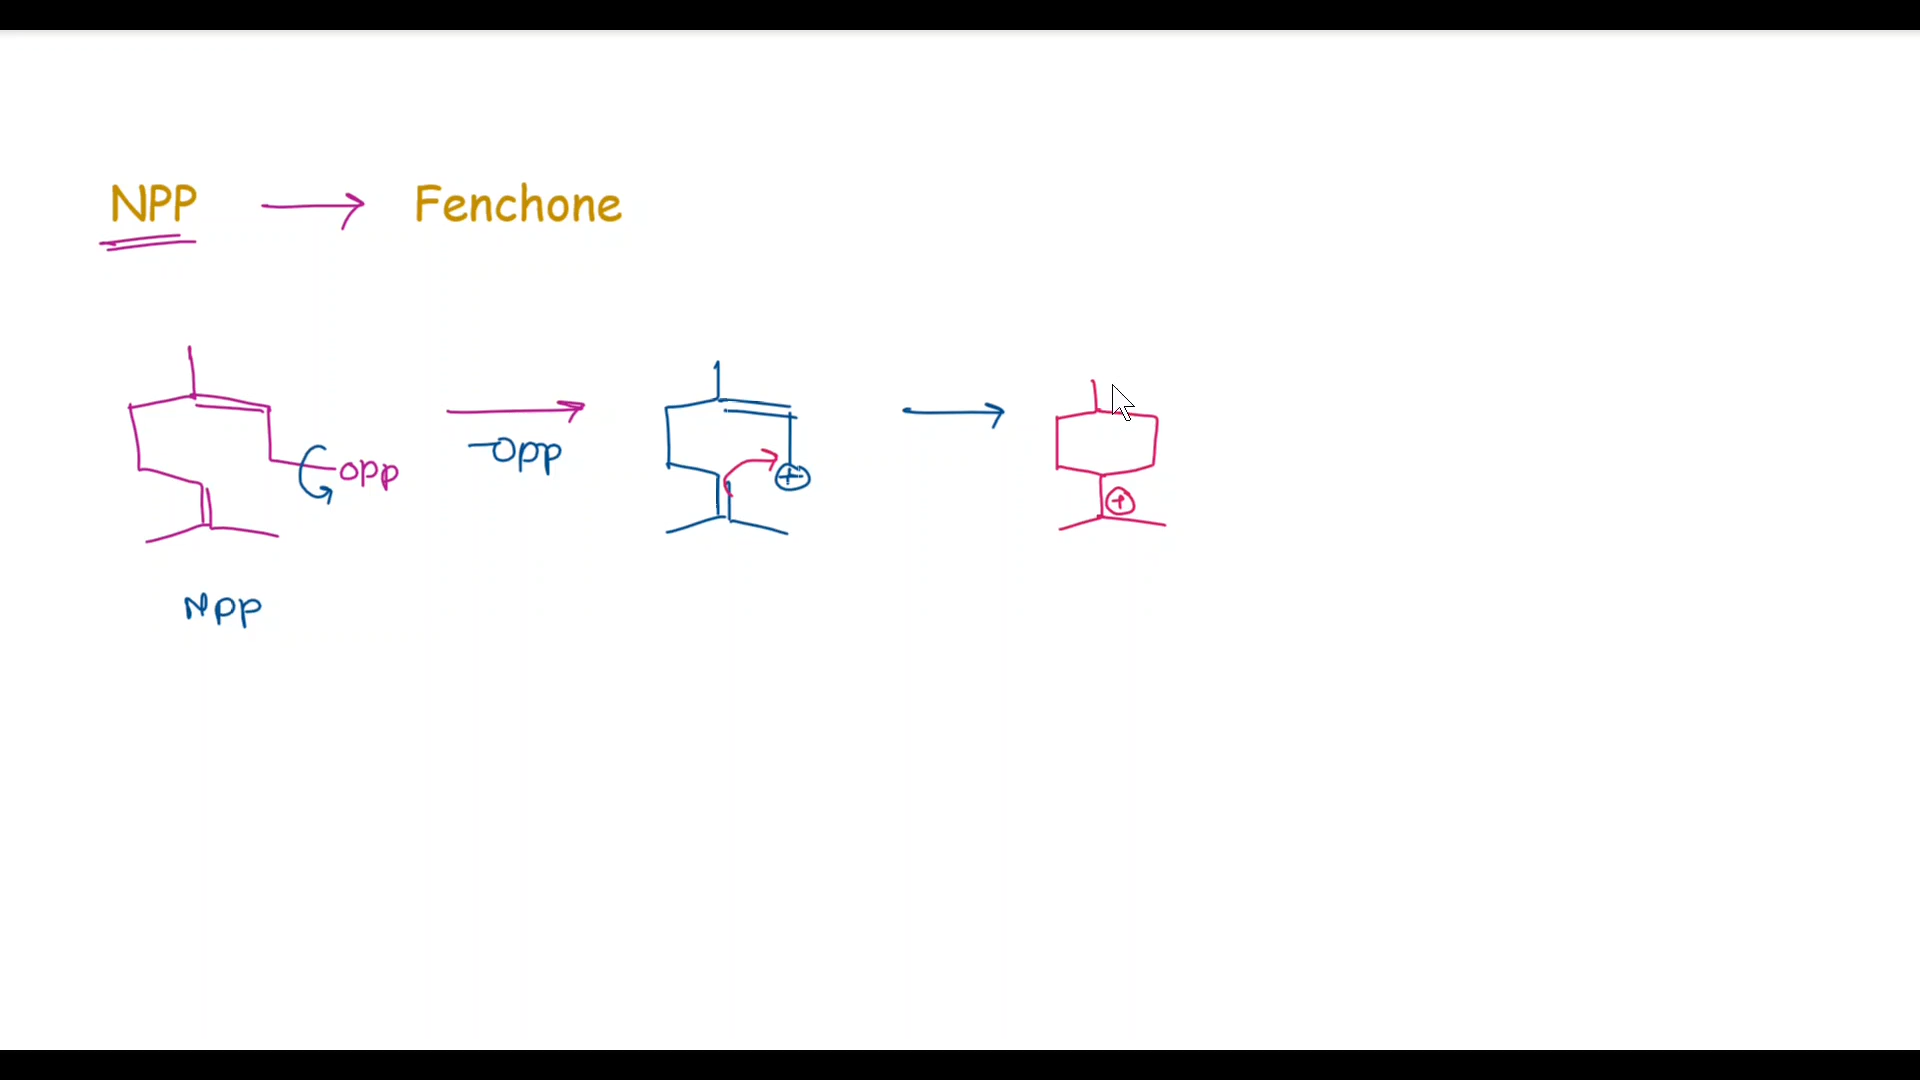 NPP → Fenchone
opp
-Opp
+
+
NPP